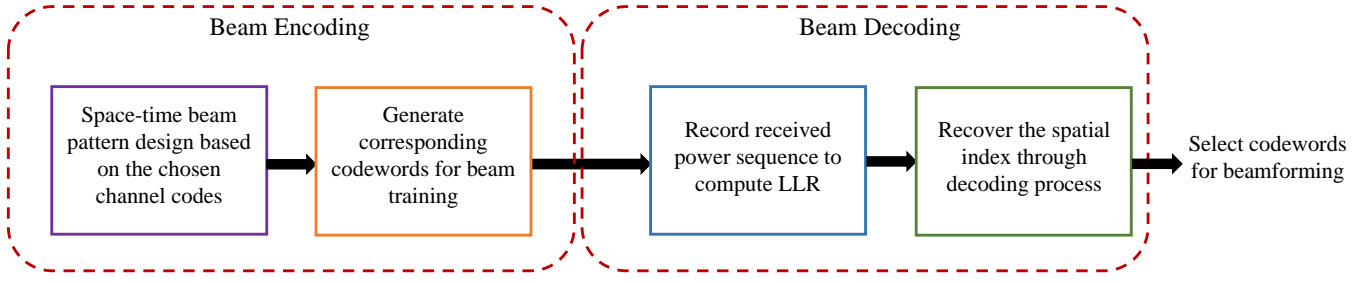 Beam Encoding
Beam Decoding
Space-time beam
pattern design based
on the chosen
channel codes
Generate
corresponding
codewords for beam
training
Record received
power sequence to
compute LLR
Recover the spatial
index through
decoding process
Select codewords
for beamforming